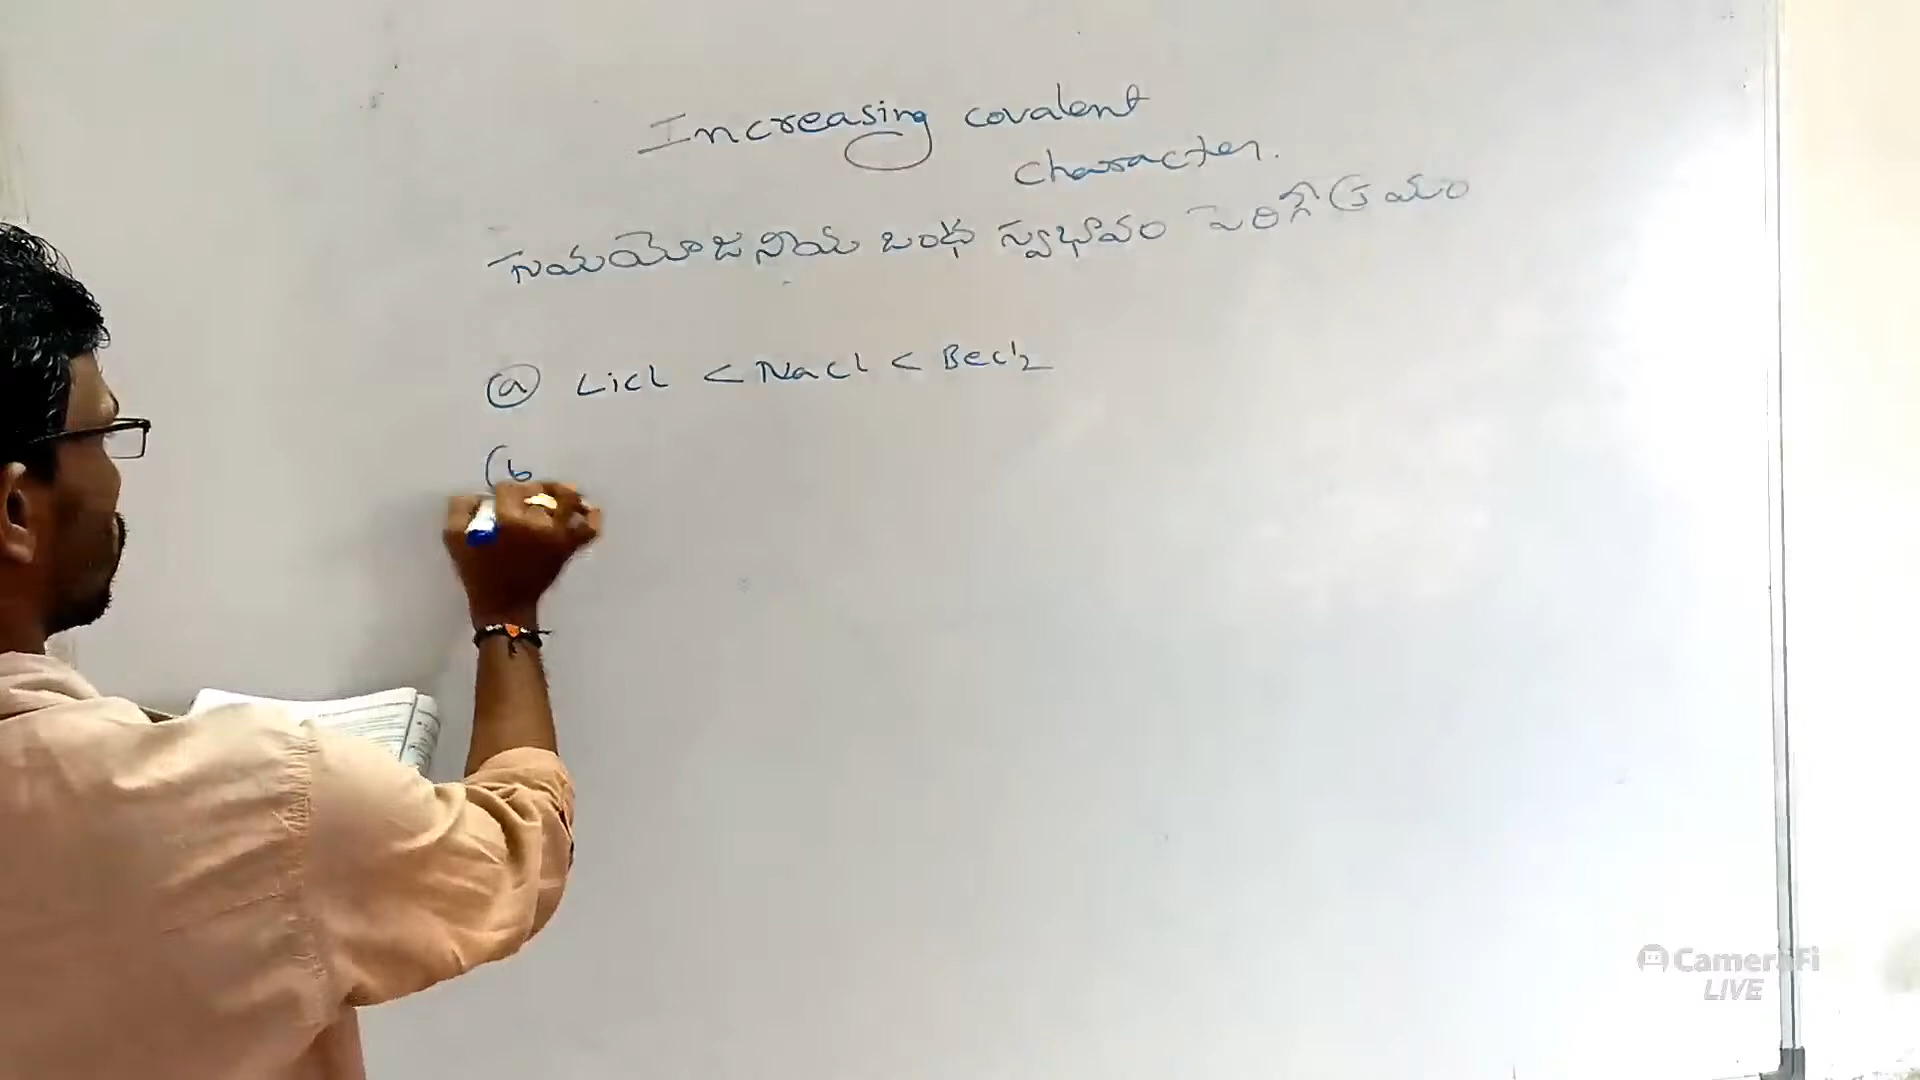 Increasing covalent
character.
సమయోజనీయ బంధ స్వభావం పెరిగే క్రమం
(a) Licl < Nacl < Becl2
(b
CameraFi
LIVE